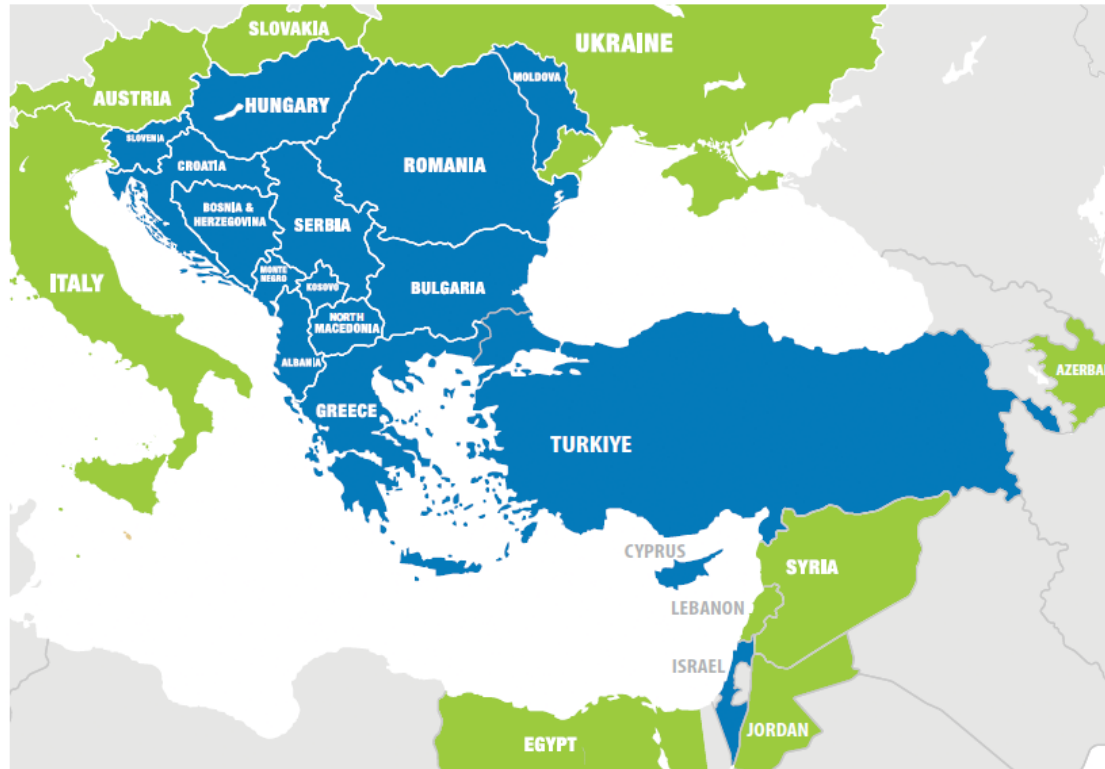 SLOVAKIA
UKRAINE
AUSTRIA
HUNGARY
MOLDOVA
SLOVENIA
CROATIA
ROMANIA
BOSNIA &
HERZEGOVINA
SERBIA
ITALY
MONTE
NEGRO
KOSOVO
BULGARIA
NORTH
MACEDONIA
ALBANIA
AZERBAI
GREECE
TURKIYE
CYPRUS
SYRIA
LEBANON
ISRAEL
JORDAN
EGYPT